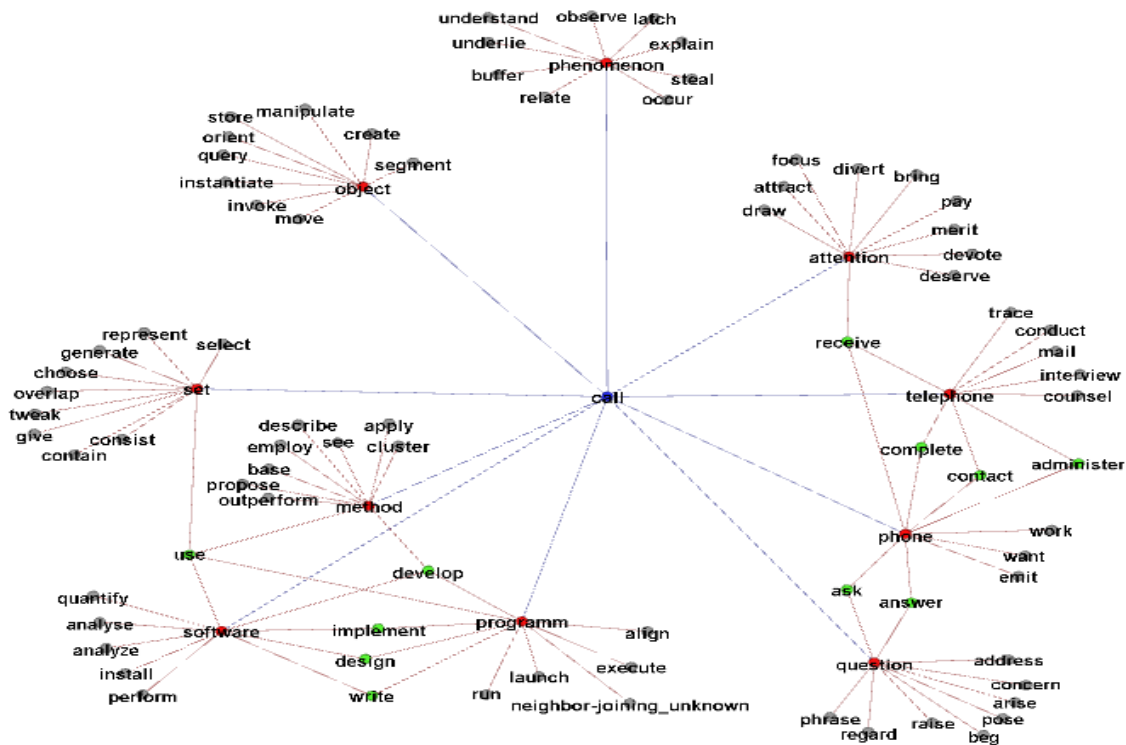 understand
observe
latch
underlie
explain
phenomenon
buffer
steal
relate
occur
manipulate
store
create
orient
query
segment
instantiate
object
invoke
move
focus
divert
bring
attract
pay
draw
merit
attention
devote
deserve
trace
represent
conduct
select
receive
generate
mail
choose
interview
set
overlap
call
telephone
counsel
tweak
describe
apply
give
consist
see
employ
cluster
complete
contain
base
contact
administer
propose
outperform
method
work
phone
use
want
develop
emit
ask
quantify
answer
analyse
software
implement
programm
align
analyze
design
question
address
install
launch
execute
concern
perform
write
run
arise
neighbor-joining_unknown
phrase
raise
pose
regard
beg